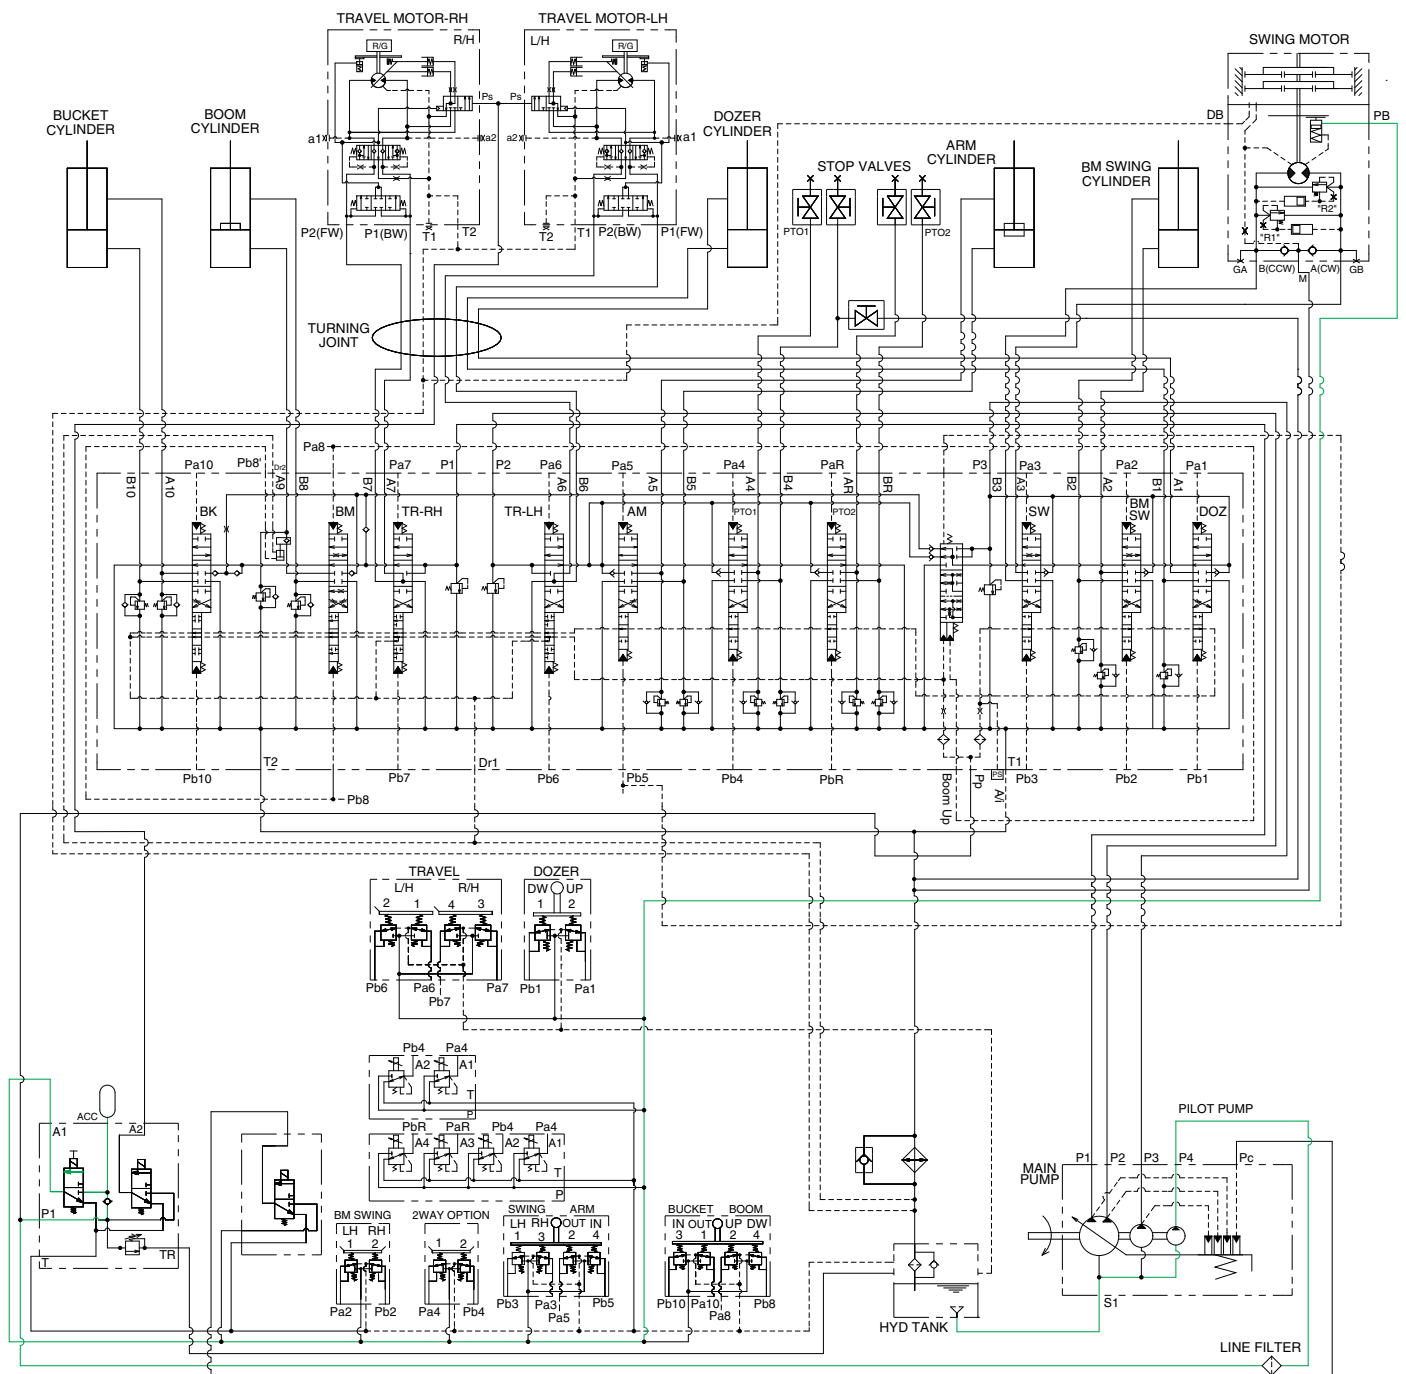 TRAVEL MOTOR-RH
TRAVEL MOTOR-LH
R/G
R/H
L/H
R/G
SWING MOTOR
Ps
Ps
BUCKET
CYLINDER
BOOM
CYLINDER
DOZER
CYLINDER
DB
PB
a1
a2
a2
a1
ARM
CYLINDER
STOP VALVES
BM SWING
CYLINDER
"R2"
PTO1
PTO2
P2(FW)
P1(BW)
T1
T2
T2
T1
P2(BW)
P1(FW)
"R1"
GA
B(CCW)
M
A(CW)
GB
TURNING
JOINT
Pa8
Pa10
Pb8'
Dr2
Pa7
P1
P2
Pa6
Pa5
Pa4
PaR
P3
Pa3
Pa2
Pa1
B10
A10
A9
B8
B7
A7
A6
B6
A5
B5
A4
B4
AR
BR
B3
A3
B2
A2
B1
A1
BK
BM
TR-RH
TR-LH
AM
PTO1
PTO2
SW
BM
SW
DOZ
T2
Dr1
T1
Pb10
Pb7
Pb6
Pb5
Pb4
PbR
Boom Up
Pp
PS
A/i
Pb3
Pb2
Pb1
Pb8
TRAVEL
L/H
R/H
2
1
4
3
DOZER
DW
UP
1
2
Pb6
Pa6
Pb7
Pa7
Pb1
Pa1
Pb4
Pa4
A2
A1
T
P
PbR
PaR
Pb4
Pa4
A4
A3
A2
A1
T
P
ACC
A1
A2
P1
T
TR
PILOT PUMP
P1
P2
P3
P4
Pc
MAIN
PUMP
S1
BM SWING
LH
RH
1
2
Pa2
Pb2
2WAY OPTION
1
2
Pa4
Pb4
SWING
ARM
LH
RH
OUT
IN
1
3
2
4
Pb3
Pa3
Pa5
Pb5
BUCKET
BOOM
IN
OUT
UP
DW
3
1
2
4
Pb10
Pa10
Pa8
Pb8
HYD TANK
LINE FILTER